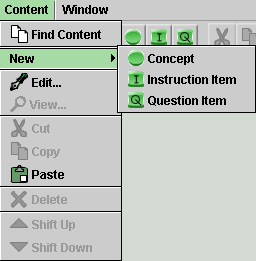 Content Window
Find Content
New
Concept
Edit...
Instruction Item
View...
Question Item
Cut
Copy
Paste
Delete
Shift Up
Shift Down